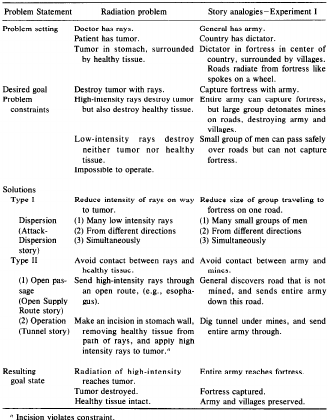 Problem Statement Radiation problem Story analogies—Experiment I
Problem setting Doctor has rays. General has army.
Patient has tumor. Country has dictator.
Tumor in stomach, surrounded Dictator in fortress in center of
by healthy tissue. country, surrounded by villages.
Roads radiate from fortress like
spokes on a wheel.
Desired goal Destroy tumor with rays. Capture fortress with army.
Problem High-intensity rays destroy tumor Entire army can capture fortress,
constraints but also destroy healthy tissue. but large group detonates mines
on roads, destroying army and
villages.
Low-intensity rays destroy Small group of men can pass safely
neither tumor nor healthy over roads but can not capture
tissue. fortress.
Impossible to operate.
Solutions
Type I Reduce intensity of rays on way Reduce size of group traveling to
to tumor. fortress on one road.
Dispersion (1) Many low intensity rays (1) Many small groups of men
(Attack- (2) From different directions (2) From different directions
Dispersion (3) Simultaneously (3) Simultaneously
story)
Type II Avoid contact between rays and Avoid contact between army and
healthy tissue. mines.
(1) Open pas- Send high-intensity rays through General discovers road that is not
sage an open route, (e.g., esopha- mined, and sends entire army
(Open Supply gus). down this road.
Route story)
(2) Operation Make an incision in stomach wall, Dig tunnel under mines, and send
(Tunnel story) removing healthy tissue from entire army through.
path of rays, and apply high
intensity rays to tumor.ᵃ
Resulting Radiation of high-intensity Entire army reaches fortress.
goal state reaches tumor.
Tumor destroyed. Fortress captured.
Healthy tissue intact. Army and villages preserved.
ᵃ Incision violates constraint.